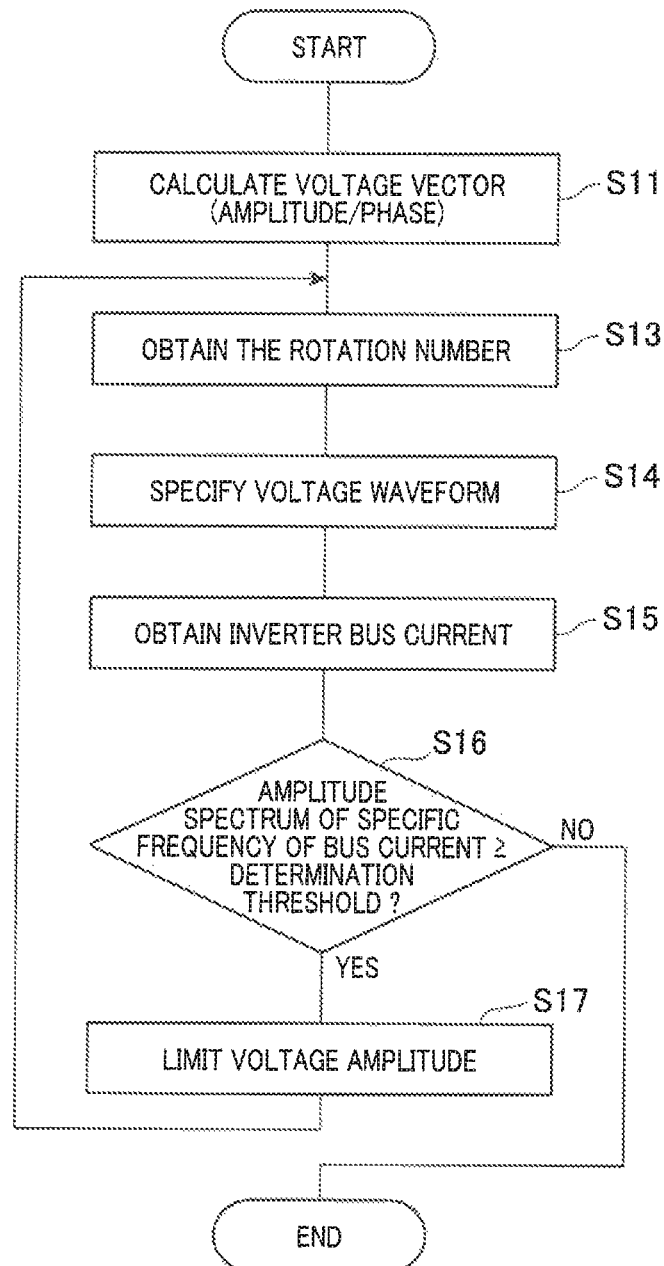 START
CALCULATE VOLTAGE VECTOR
(AMPLITUDE/PHASE)
S11
OBTAIN THE ROTATION NUMBER
S13
SPECIFY VOLTAGE WAVEFORM
S14
OBTAIN INVERTER BUS CURRENT
S15
S16
AMPLITUDE
SPECTRUM OF SPECIFIC
FREQUENCY OF BUS CURRENT ≥
DETERMINATION
THRESHOLD ?
NO
YES
S17
LIMIT VOLTAGE AMPLITUDE
END